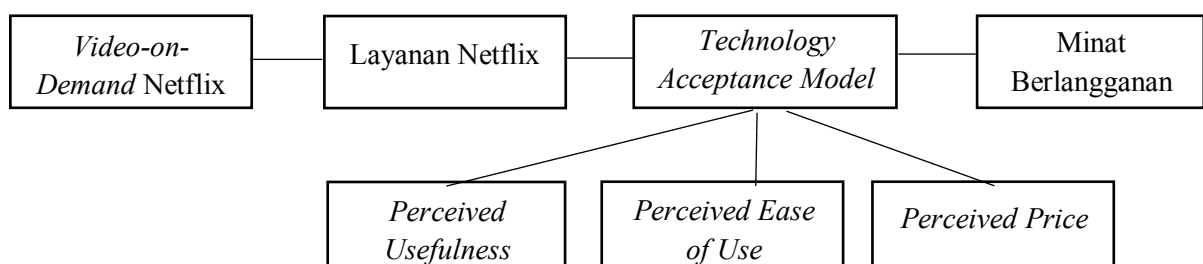 Video-on-
Demand Netflix
Layanan Netflix
Technology
Acceptance Model
Minat
Berlangganan
Perceived
Usefulness
Perceived Ease
of Use
Perceived Price